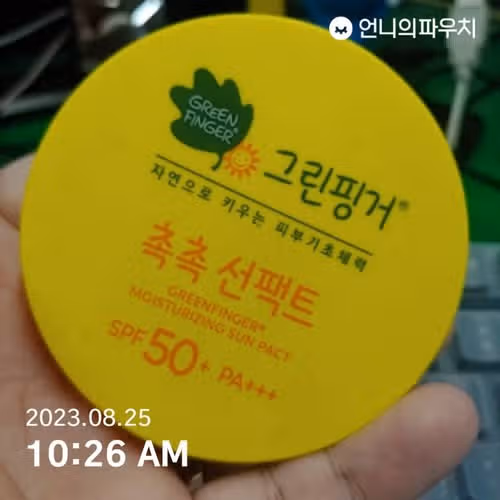 언니의파우치
GREEN
FINGER®
그린핑거®
자연으로 키우는 피부기초체력
촉촉 선팩트
GREENFINGER®
MOISTURIZING SUN PACT
SPF 50+ PA+++
2023.08.25
10:26 AM